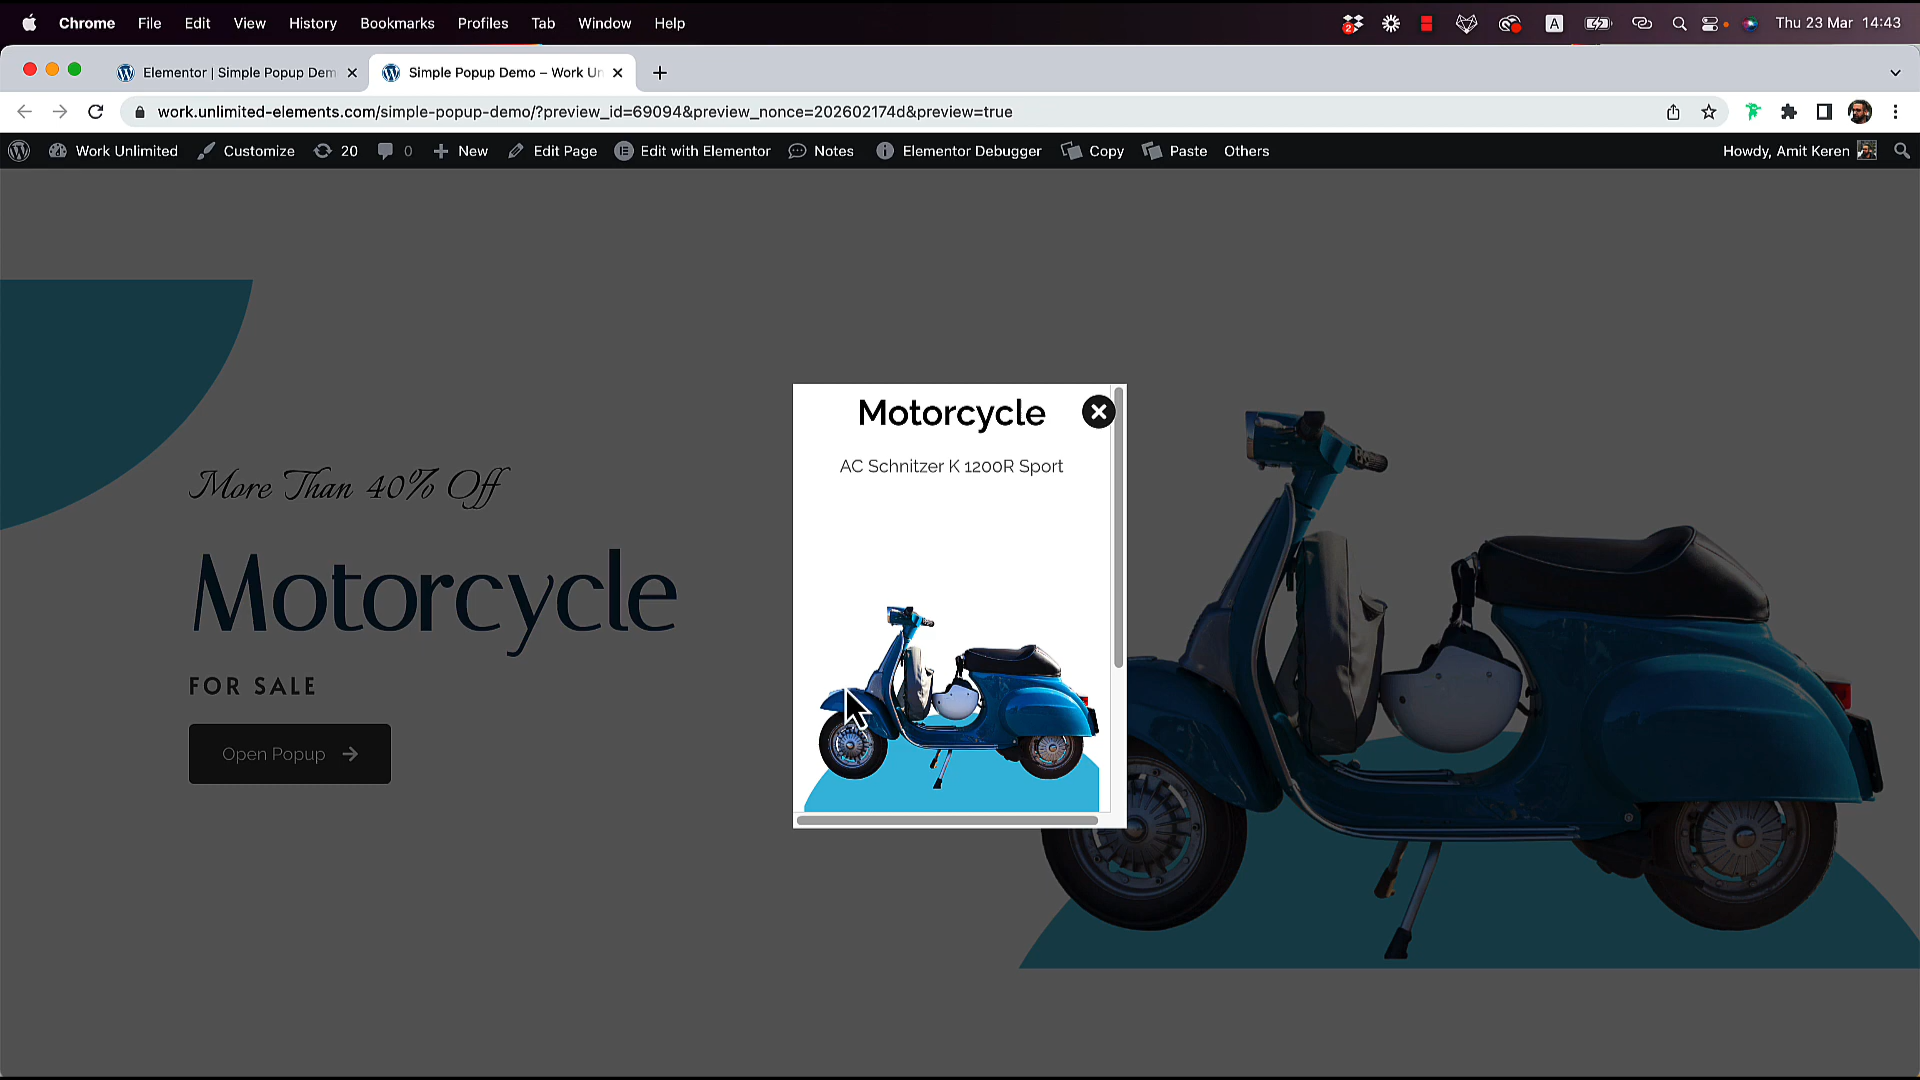 Chrome File Edit View History Bookmarks Profiles Tab Window Help 2 A Thu 23 Mar 14:43
Elementor | Simple Popup Dem Simple Popup Demo – Work Un
work.unlimited-elements.com/simple-popup-demo/?preview_id=69094&preview_nonce=202602174d&preview=true
Work Unlimited Customize 20 0 New Edit Page Edit with Elementor Notes Elementor Debugger Copy Paste Others Howdy, Amit Keren
Motorcycle
AC Schnitzer K 1200R Sport
More Than 40% Off
Motorcycle
FOR SALE
Open Popup